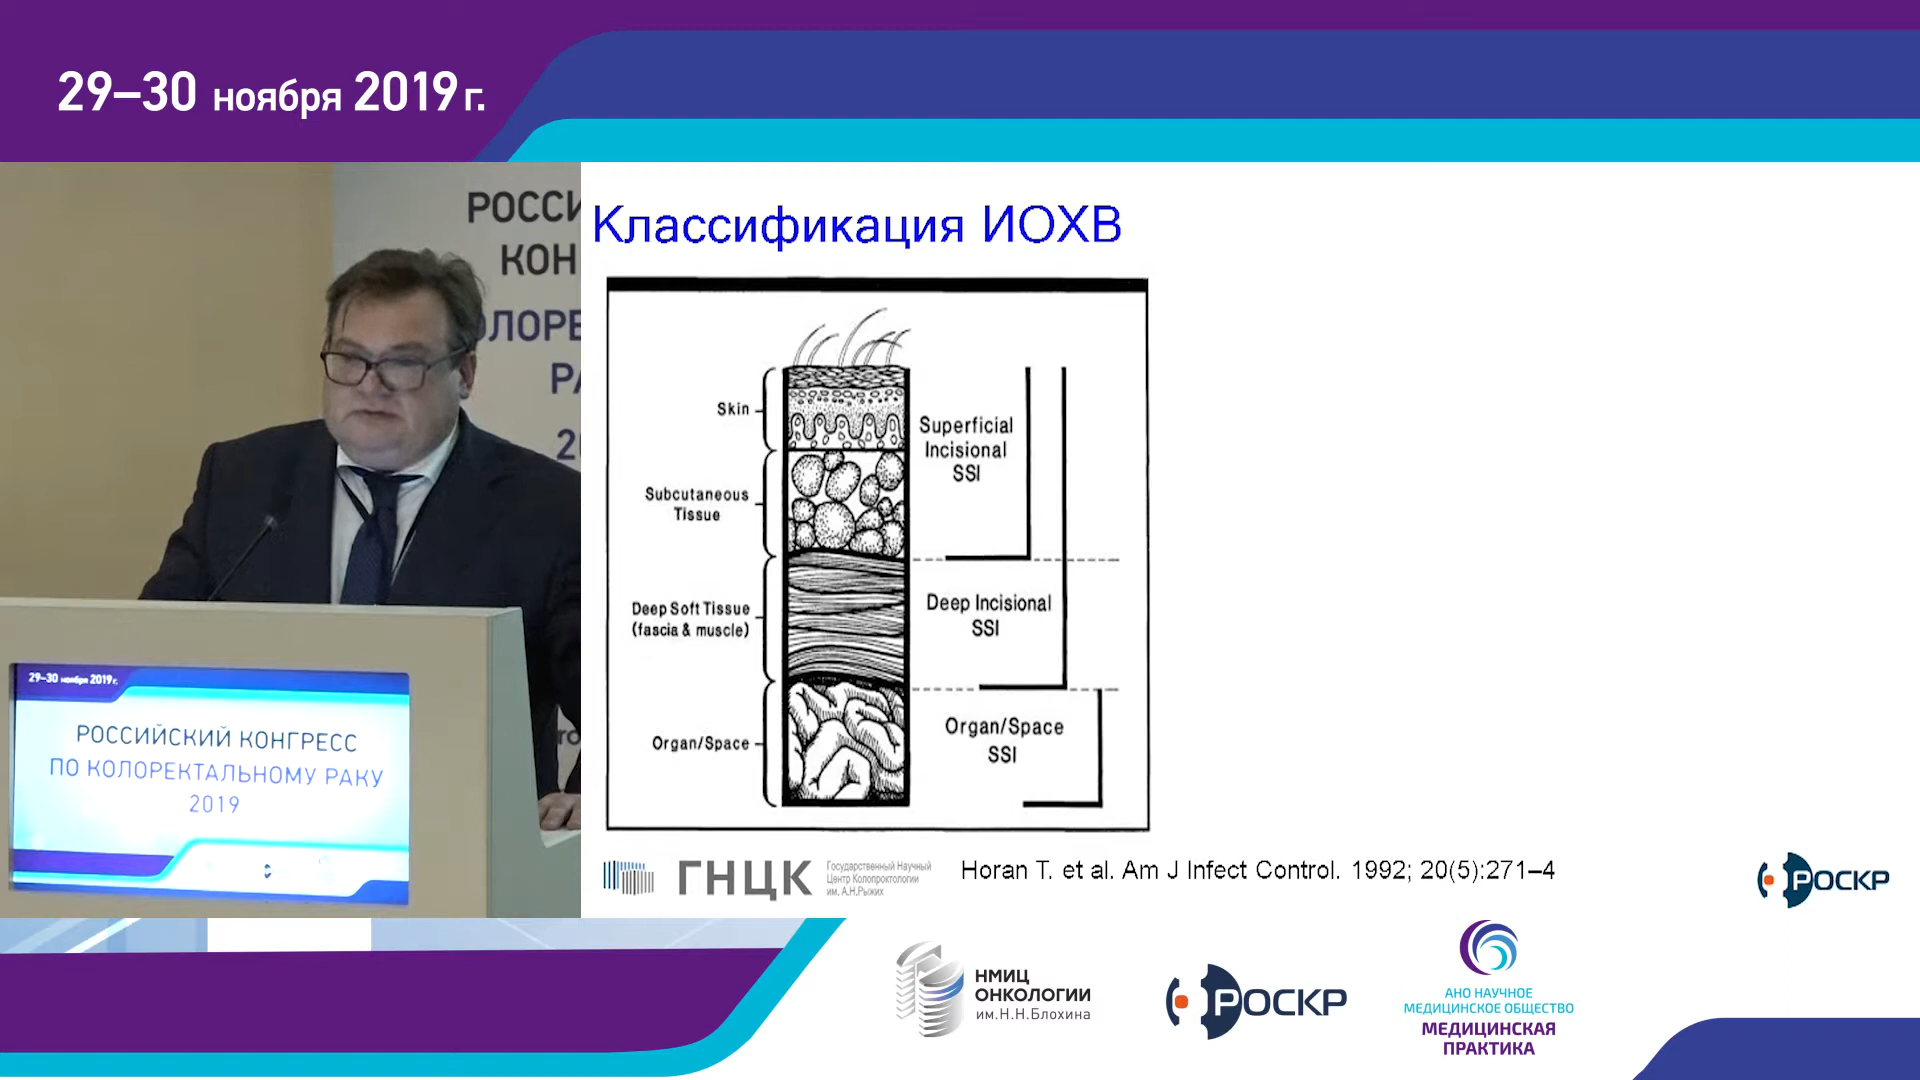 29–30 ноября 2019 г.
РОССИ
КОН
ОЛОРЕ
РА
20
29–30 ноября 2019 г.
РОССИЙСКИЙ КОНГРЕСС
ПО КОЛОРЕКТАЛЬНОМУ РАКУ
2019
Классификация ИОХВ
Skin
Subcutaneous
Tissue
Deep Soft Tissue
(fascia & muscle)
Organ/Space
Superficial
Incisional
SSI
Deep Incisional
SSI
Organ/Space
SSI
ГНЦК
Государственный Научный
Центр Колопроктологии
им. А.Н.Рыжих
Horan T. et al. Am J Infect Control. 1992; 20(5):271–4
РОСКР
НМИЦ
ОНКОЛОГИИ
им.Н.Н.Блохина
РОСКР
АНО НАУЧНОЕ
МЕДИЦИНСКОЕ ОБЩЕСТВО
МЕДИЦИНСКАЯ
ПРАКТИКА